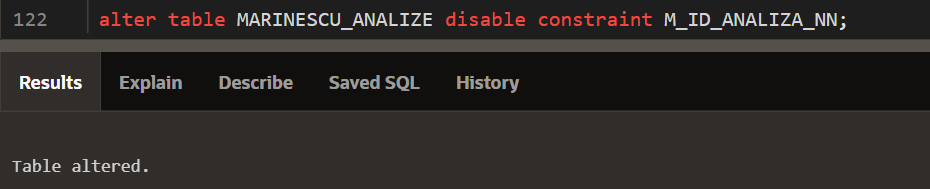 122 alter table MARINESCU_ANALIZE disable constraint M_ID_ANALIZA_NN;
Results Explain Describe Saved SQL History
Table altered.